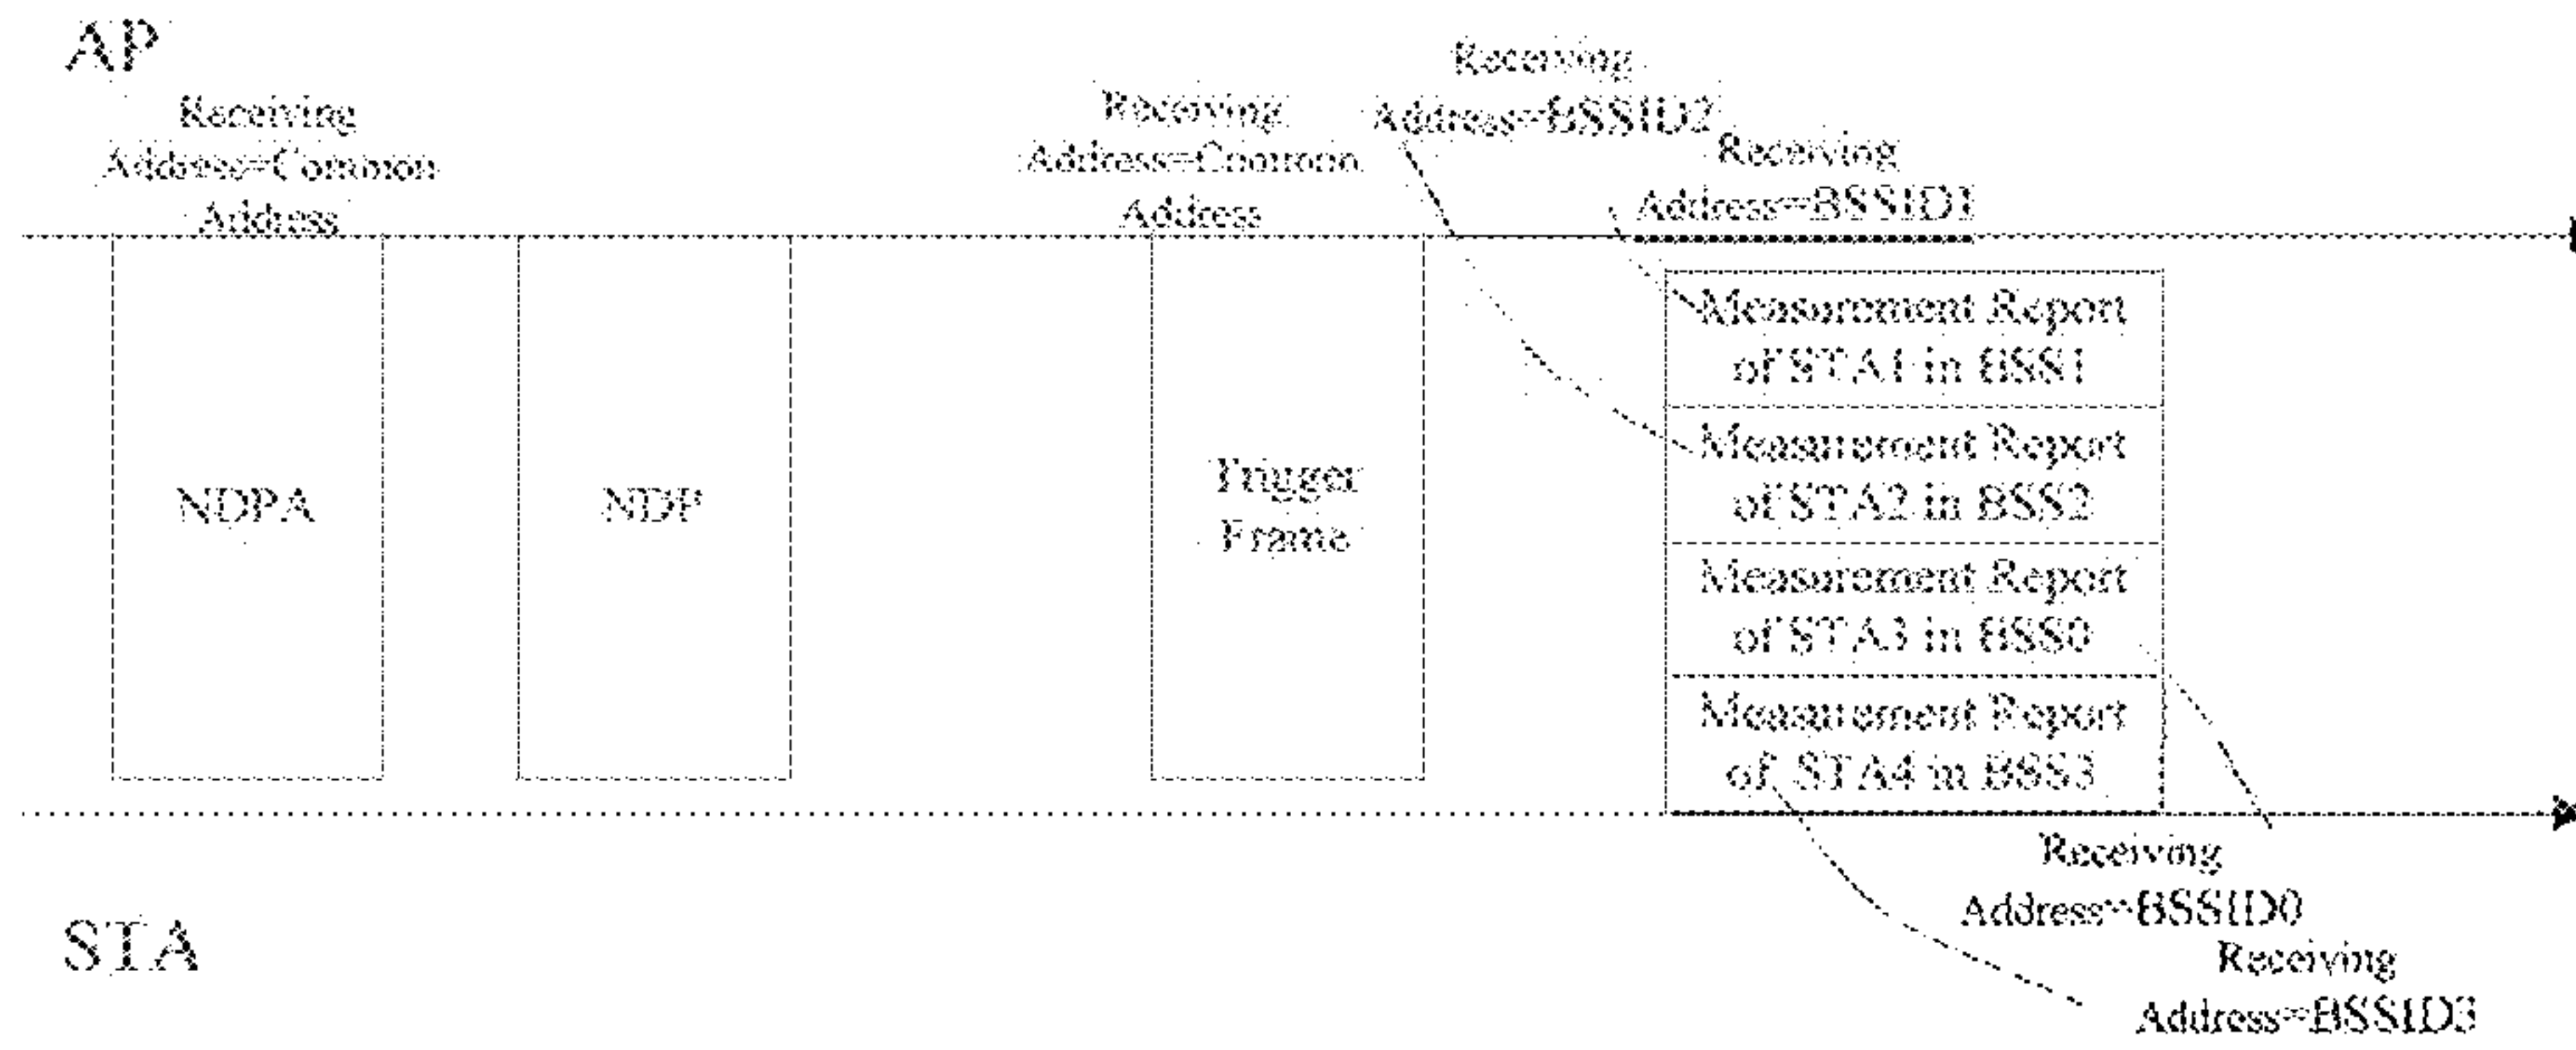 AP
Receiving
Address=Common
Address
Receiving
Address=Common
Address
Receiving
Address=BSSID2
Receiving
Address=BSSID1
NDPA
NDP
Trigger
Frame
Measurement Report
of STA1 in BSS1
Measurement Report
of STA2 in BSS2
Measurement Report
of STA3 in BSS0
Measurement Report
of STA4 in BSS3
Receiving
Address=BSSID0
Receiving
Address=BSSID3
STA